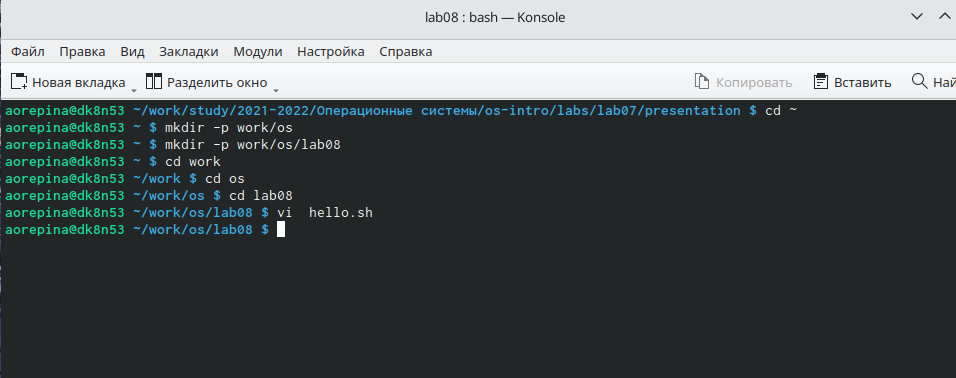 lab08 : bash — Konsole
Файл Правка Вид Закладки Модули Настройка Справка
Новая вкладка Разделить окно Копировать Вставить Най
aorepina@dk8n53 ~/work/study/2021-2022/Операционные системы/os-intro/labs/lab07/presentation $ cd ~
aorepina@dk8n53 ~ $ mkdir -p work/os
aorepina@dk8n53 ~ $ mkdir -p work/os/lab08
aorepina@dk8n53 ~ $ cd work
aorepina@dk8n53 ~/work $ cd os
aorepina@dk8n53 ~/work/os $ cd lab08
aorepina@dk8n53 ~/work/os/lab08 $ vi  hello.sh
aorepina@dk8n53 ~/work/os/lab08 $